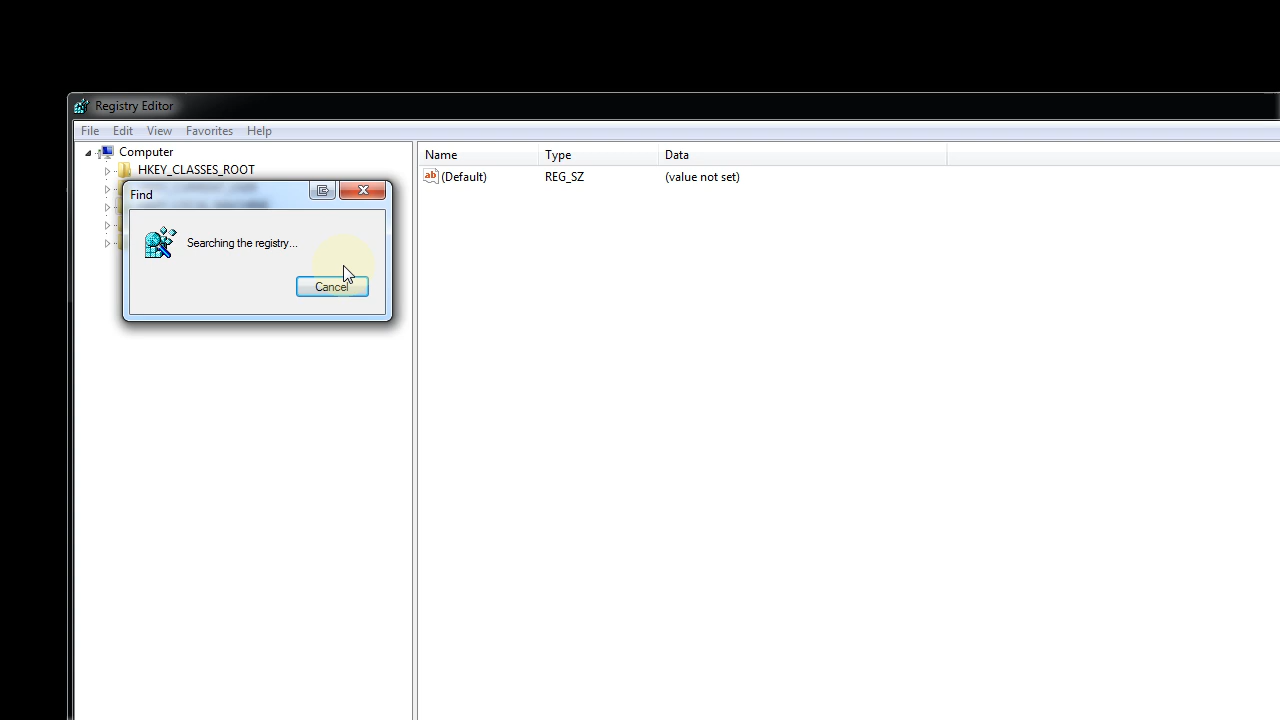 Registry Editor
File Edit View Favorites Help
Computer
HKEY_CLASSES_ROOT
Name Type Data
ab (Default) REG_SZ (value not set)
Find
Searching the registry...
Cancel